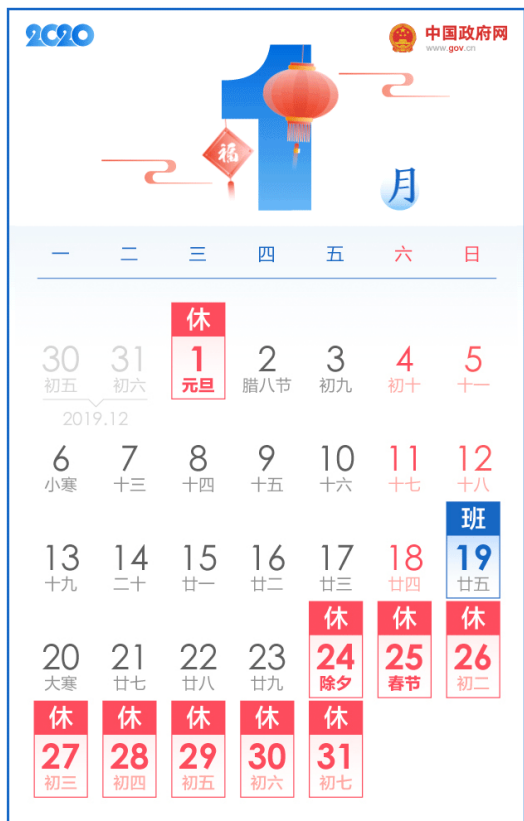 2020
中国政府网
www.gov.cn
1
福
月
一 二 三 四 五 六 日
休
30 31 1 2 3 4 5
初五 初六 元旦 腊八节 初九 初十 十一
2019.12
6 7 8 9 10 11 12
小寒 十三 十四 十五 十六 十七 十八
班
13 14 15 16 17 18 19
十九 二十 廿一 廿二 廿三 廿四 廿五
休 休 休
20 21 22 23 24 25 26
大寒 廿七 廿八 廿九 除夕 春节 初二
休 休 休 休 休
27 28 29 30 31
初三 初四 初五 初六 初七